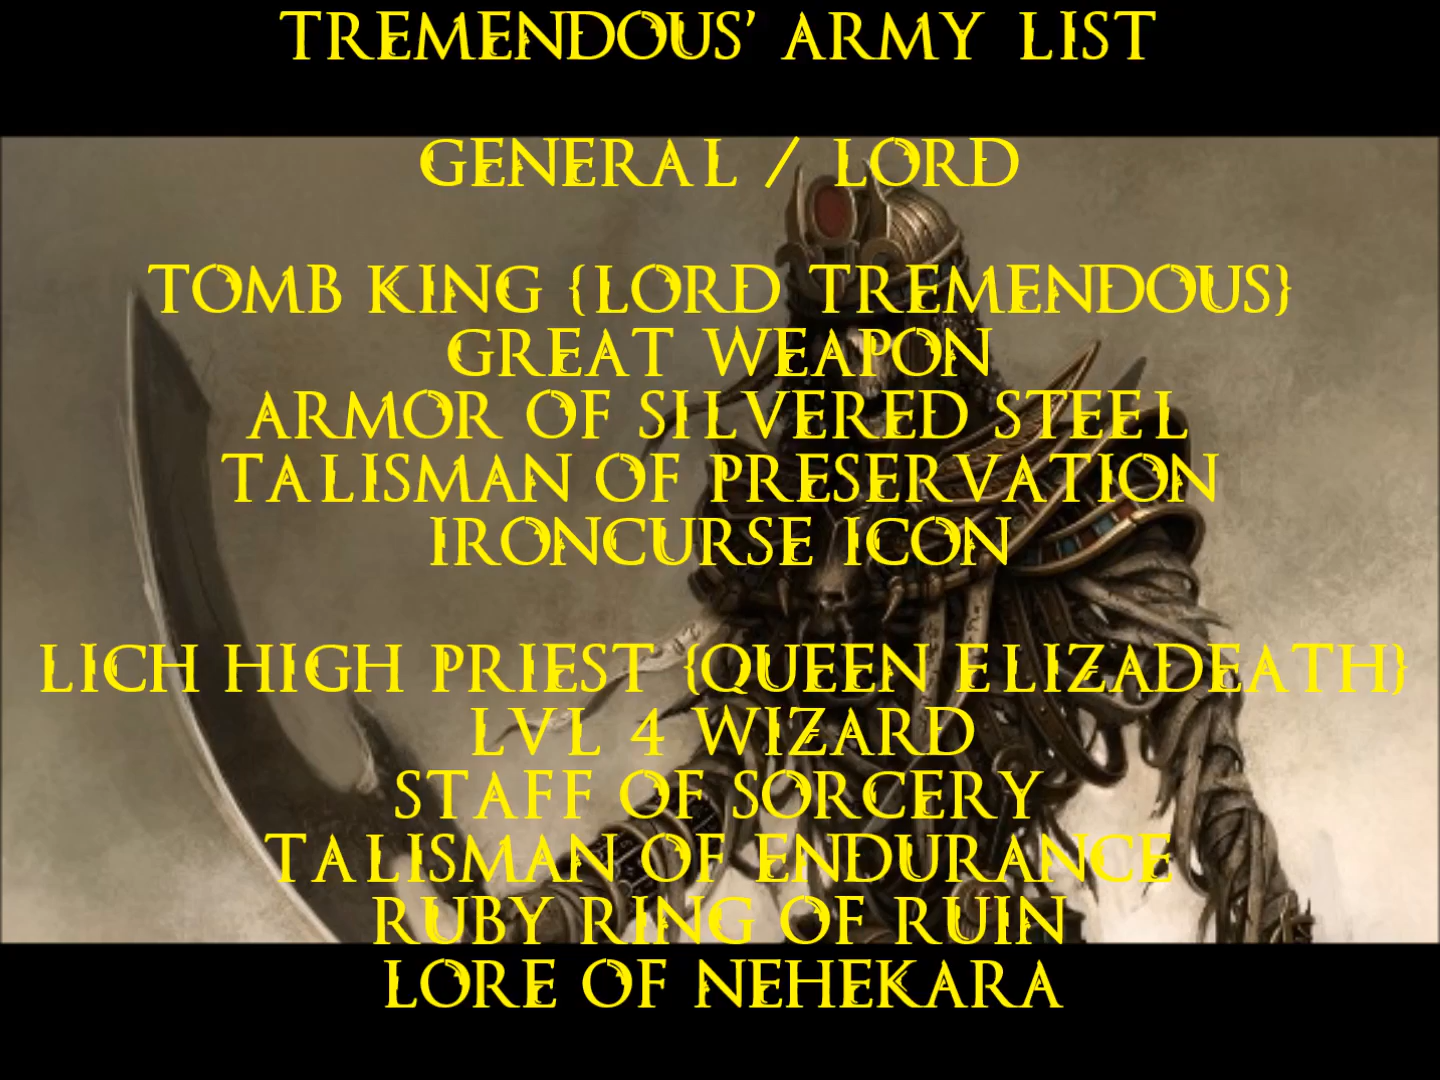 TREMENDOUS' ARMY LIST
GENERAL / LORD
TOMB KING {LORD TREMENDOUS}
GREAT WEAPON
ARMOR OF SILVERED STEEL
TALISMAN OF PRESERVATION
IRONCURSE ICON
LICH HIGH PRIEST {QUEEN ELIZADEATH}
LVL 4 WIZARD
STAFF OF SORCERY
TALISMAN OF ENDURANCE
RUBY RING OF RUIN
LORE OF NEHEKARA